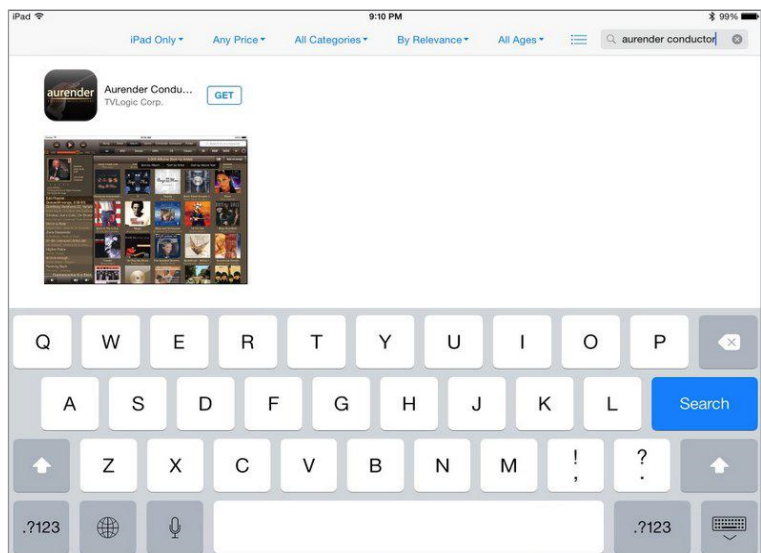 iPad 9:10 PM 99%
iPad Only Any Price All Categories By Relevance All Ages aurender conductor
aurender
Aurender Condu...
TVLogic Corp.
GET
Q W E R T Y U I O P
A S D F G H J K L Search
Z X C V B N M ! , ? .
.?123 .?123